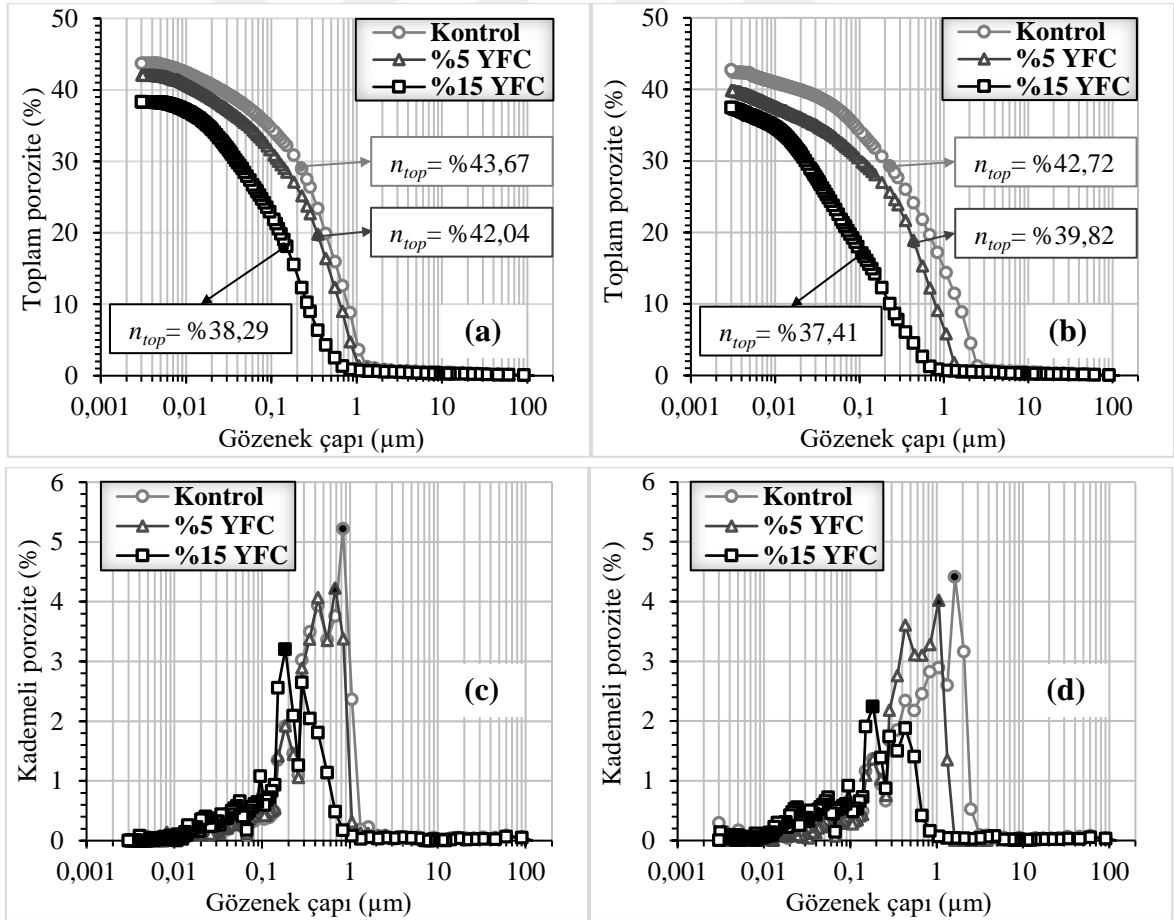 50
40
30
20
10
0
Toplam porozite (%)
Kontrol
%5 YFC
%15 YFC
n_top= %43,67
n_top= %42,04
n_top= %38,29
(a)
0,001 0,01 0,1 1 10 100
Gözenek çapı (µm)
50
40
30
20
10
0
Toplam porozite (%)
Kontrol
%5 YFC
%15 YFC
n_top= %42,72
n_top= %39,82
n_top= %37,41
(b)
0,001 0,01 0,1 1 10 100
Gözenek çapı (µm)
6
5
4
3
2
1
0
Kademeli porozite (%)
Kontrol
%5 YFC
%15 YFC
(c)
0,001 0,01 0,1 1 10 100
Gözenek çapı (µm)
6
5
4
3
2
1
0
Kademeli porozite (%)
Kontrol
%5 YFC
%15 YFC
(d)
0,001 0,01 0,1 1 10 100
Gözenek çapı (µm)